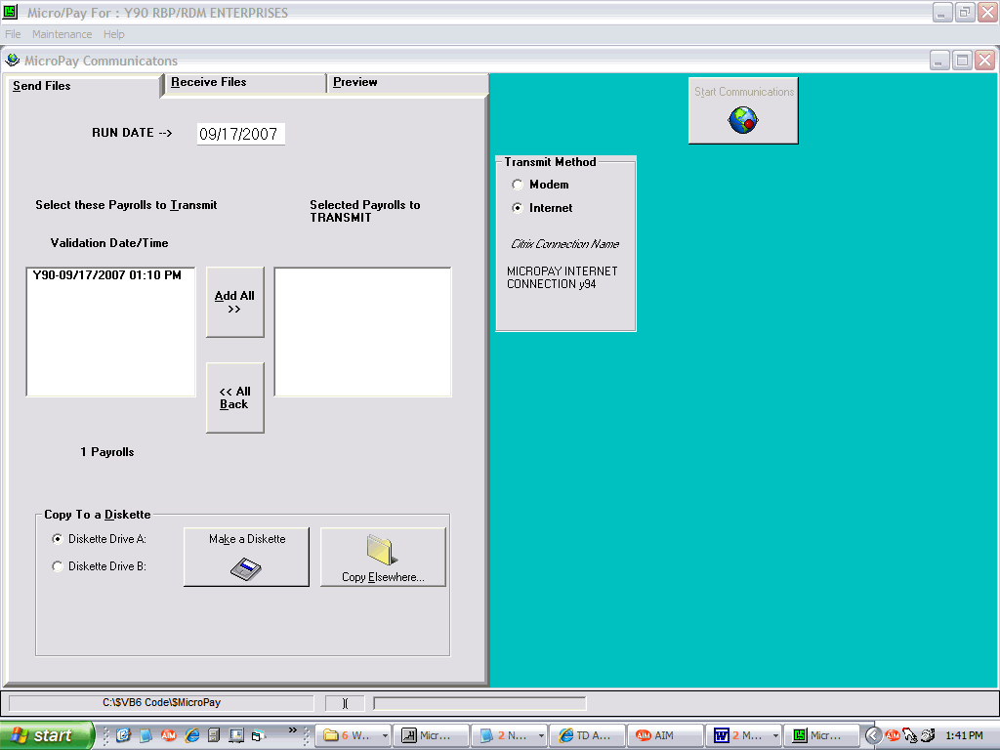 Micro/Pay For : Y90 RBP/RDM ENTERPRISES
File Maintenance Help
MicroPay Communicatons
Send Files Receive Files Preview
RUN DATE --> 09/17/2007
Select these Payrolls to Transmit
Validation Date/Time
Y90-09/17/2007 01:10 PM
Add All
>>
<< All
Back
Selected Payrolls to
TRANSMIT
1 Payrolls
Copy To a Diskette
Diskette Drive A:
Diskette Drive B:
Make a Diskette
Copy Elsewhere...
Start Communications
Transmit Method
Modem
Internet
Citrix Connection Name
MICROPAY INTERNET
CONNECTION y94
C:\$VB6 Code\$MicroPay )(
start AIM » 6 W... Micr... 2 N... TD A... AIM AIM W 2 M... Micr... AIM 1:41 PM